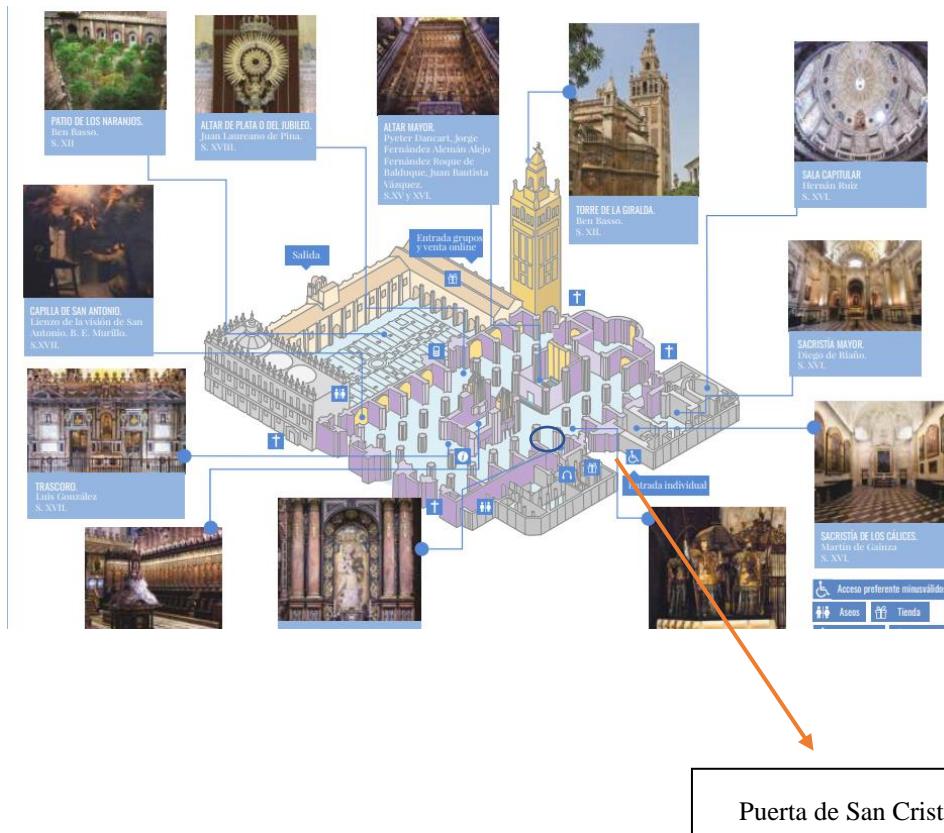 PATIO DE LOS NARANJOS.
Ben Basso.
S. XII
ALTAR DE PLATA O DEL JUBILEO.
Juan Laureano de Pina.
S. XVIII.
ALTAR MAYOR.
Pyeter Dancart, Jorge
Fernández Alemán Alejo
Fernández Roque de
Balduque, Juan Bautista
Vázquez.
S.XV y XVI.
TORRE DE LA GIRALDA.
Ben Basso.
S. XII.
SALA CAPITULAR
Hernán Ruiz
S. XVI.
Salida
Entrada grupos
y venta online
CAPILLA DE SAN ANTONIO.
Lienzo de la visión de San
Antonio. B. E. Murillo.
S.XVII.
SACRISTÍA MAYOR.
Diego de Riaño.
S. XVI.
TRASCORO.
Luis González
S. XVII.
Entrada individual
SACRISTÍA DE LOS CÁLICES.
Martín de Gaínza
S. XVI.
Acceso preferente minusválidos
Aseos
Tienda
Puerta de San Crist